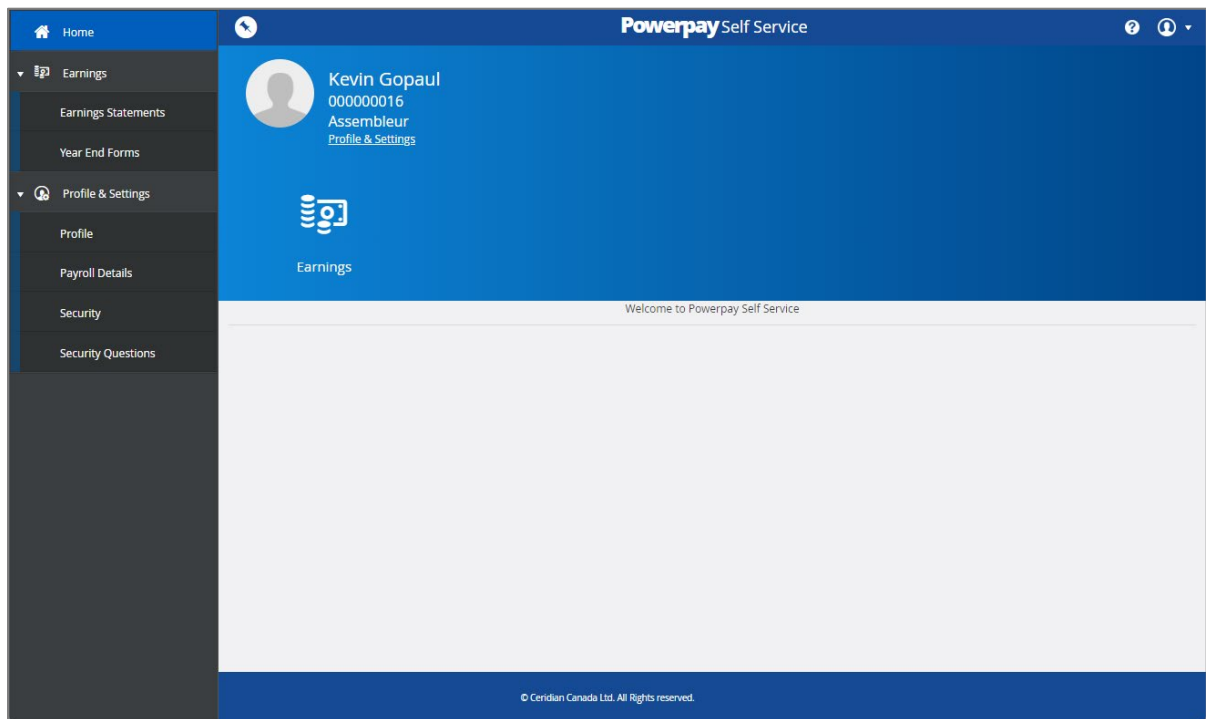 Home
Earnings
Earnings Statements
Year End Forms
Profile & Settings
Profile
Payroll Details
Security
Security Questions
Powerpay Self Service
Kevin Gopaul
000000016
Assembleur
Profile & Settings
Earnings
Welcome to Powerpay Self Service
© Ceridian Canada Ltd. All Rights reserved.